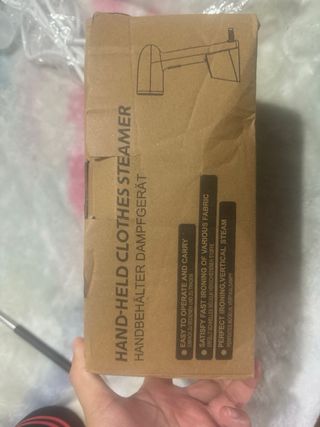 HAND-HELD CLOTHES STEAMER
HANDBEHÄLTER DAMPFGERÄT
EASY TO OPERATE AND CARRY
SATISFY FAST IRONING OF VARIOUS FABRIC
PERFECT IRONING,VERTICAL STEAM